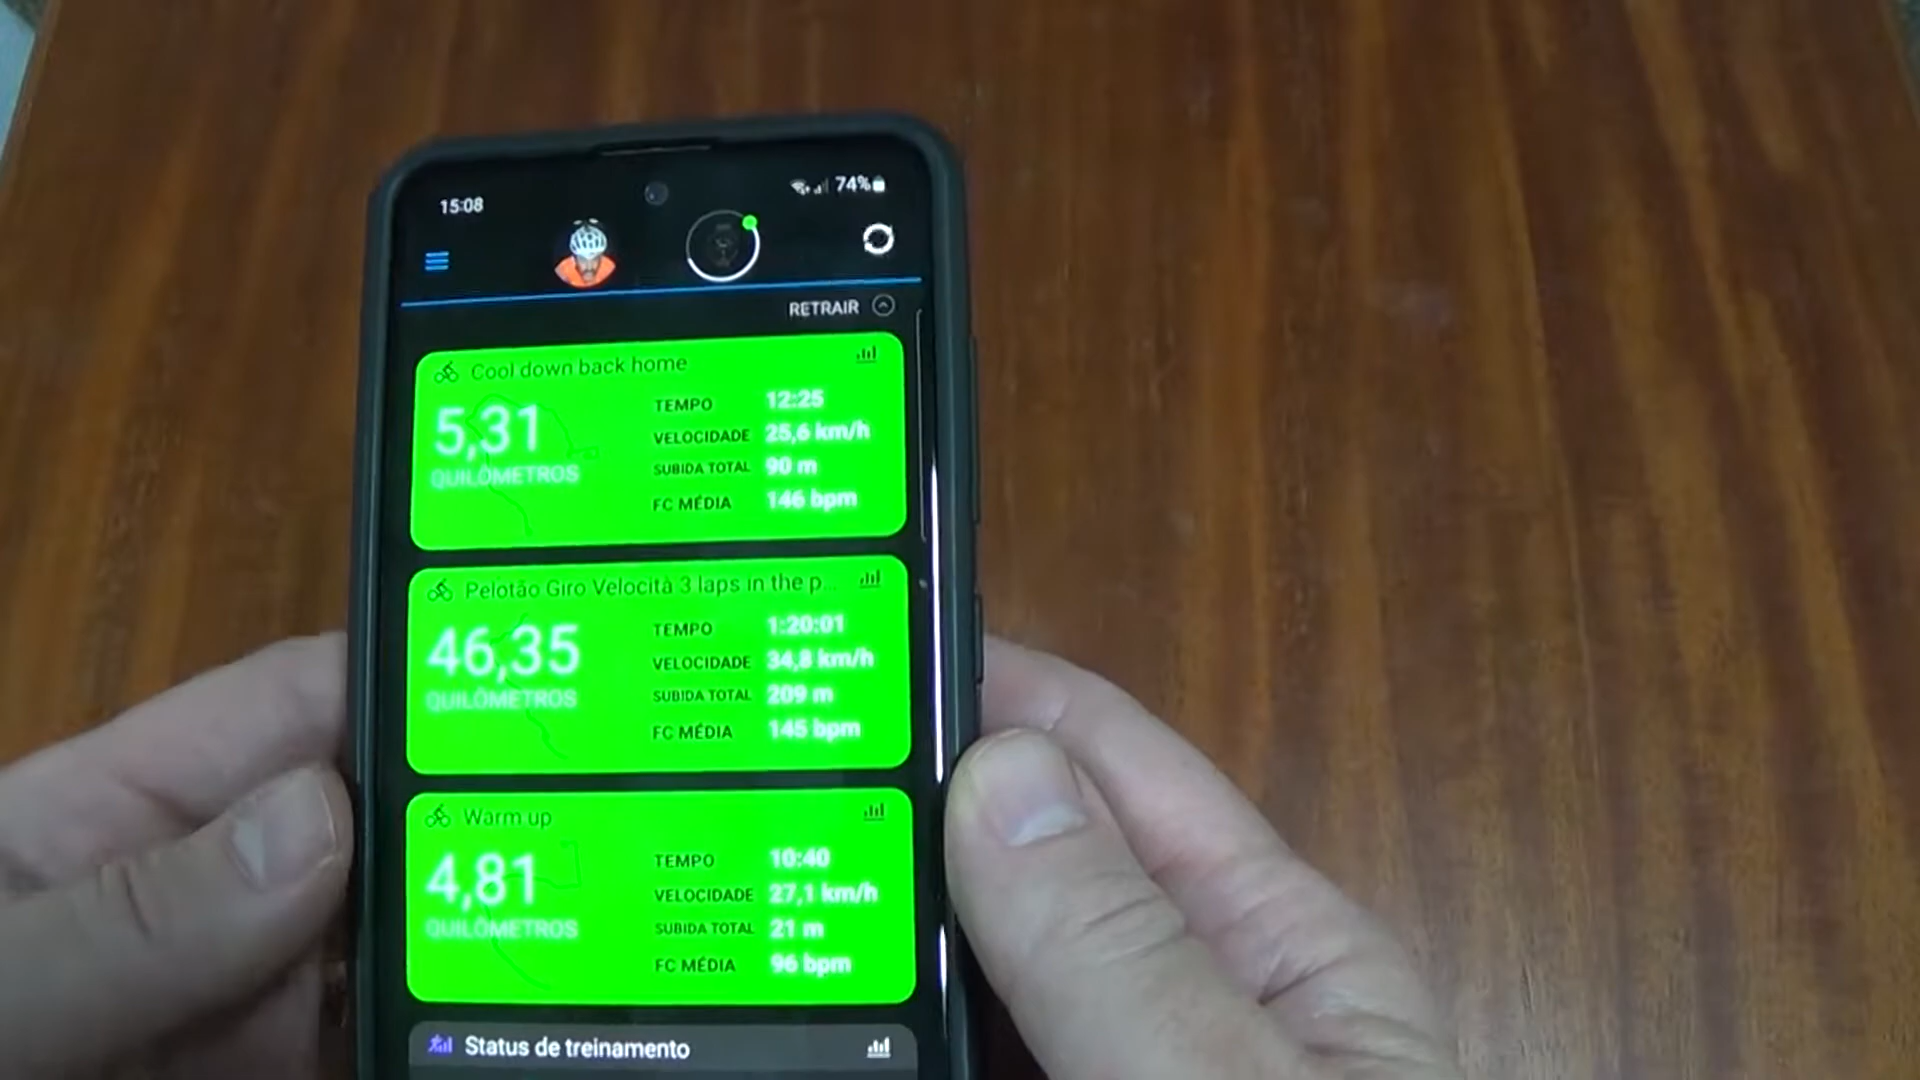 15:08
74%
RETRAIR
Cool down back home
5,31
QUILÔMETROS
TEMPO 12:25
VELOCIDADE 25,6 km/h
SUBIDA TOTAL 90 m
FC MÉDIA 146 bpm
Pelotão Giro Velocità 3 laps in the p...
46,35
QUILÔMETROS
TEMPO 1:20:01
VELOCIDADE 34,8 km/h
SUBIDA TOTAL 209 m
FC MÉDIA 145 bpm
Warm up
4,81
QUILÔMETROS
TEMPO 10:40
VELOCIDADE 27,1 km/h
SUBIDA TOTAL 21 m
FC MÉDIA 96 bpm
Status de treinamento